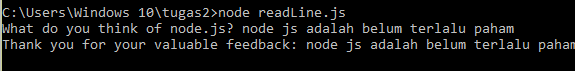 C:\Users\Windows 10\tugas2>node readLine.js
What do you think of node.js? node js adalah belum terlalu paham
Thank you for your valuable feedback: node js adalah belum terlalu paham